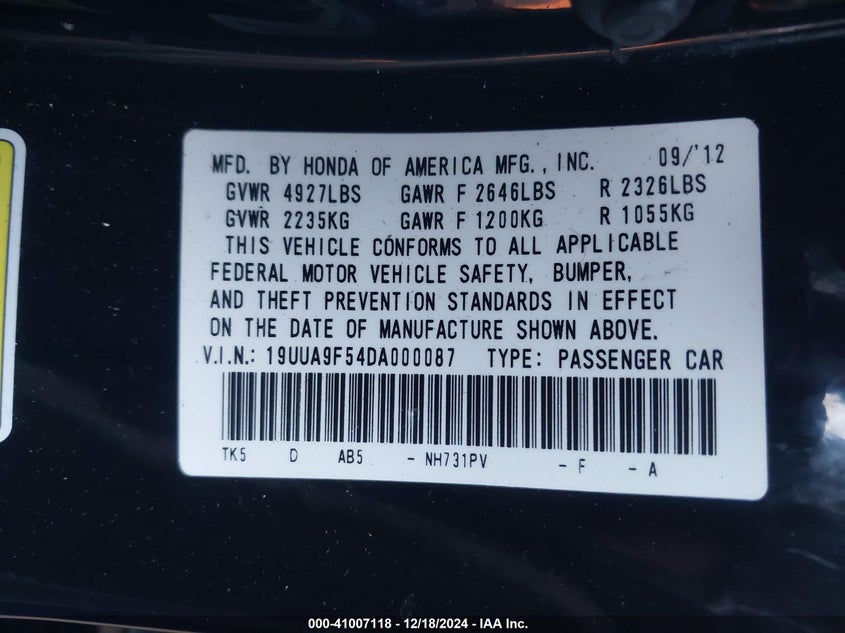 MFD. BY HONDA OF AMERICA MFG., INC. 09/'12
GVWR 4927LBS GAWR F 2646LBS R 2326LBS
GVWR 2235KG GAWR F 1200KG R 1055KG
THIS VEHICLE CONFORMS TO ALL APPLICABLE
FEDERAL MOTOR VEHICLE SAFETY, BUMPER,
AND THEFT PREVENTION STANDARDS IN EFFECT
ON THE DATE OF MANUFACTURE SHOWN ABOVE.
V.I.N.: 19UUA9F54DA000087 TYPE: PASSENGER CAR
TK5 D AB5 - NH731PV - F - A
000-41007118 - 12/18/2024 - IAA Inc.